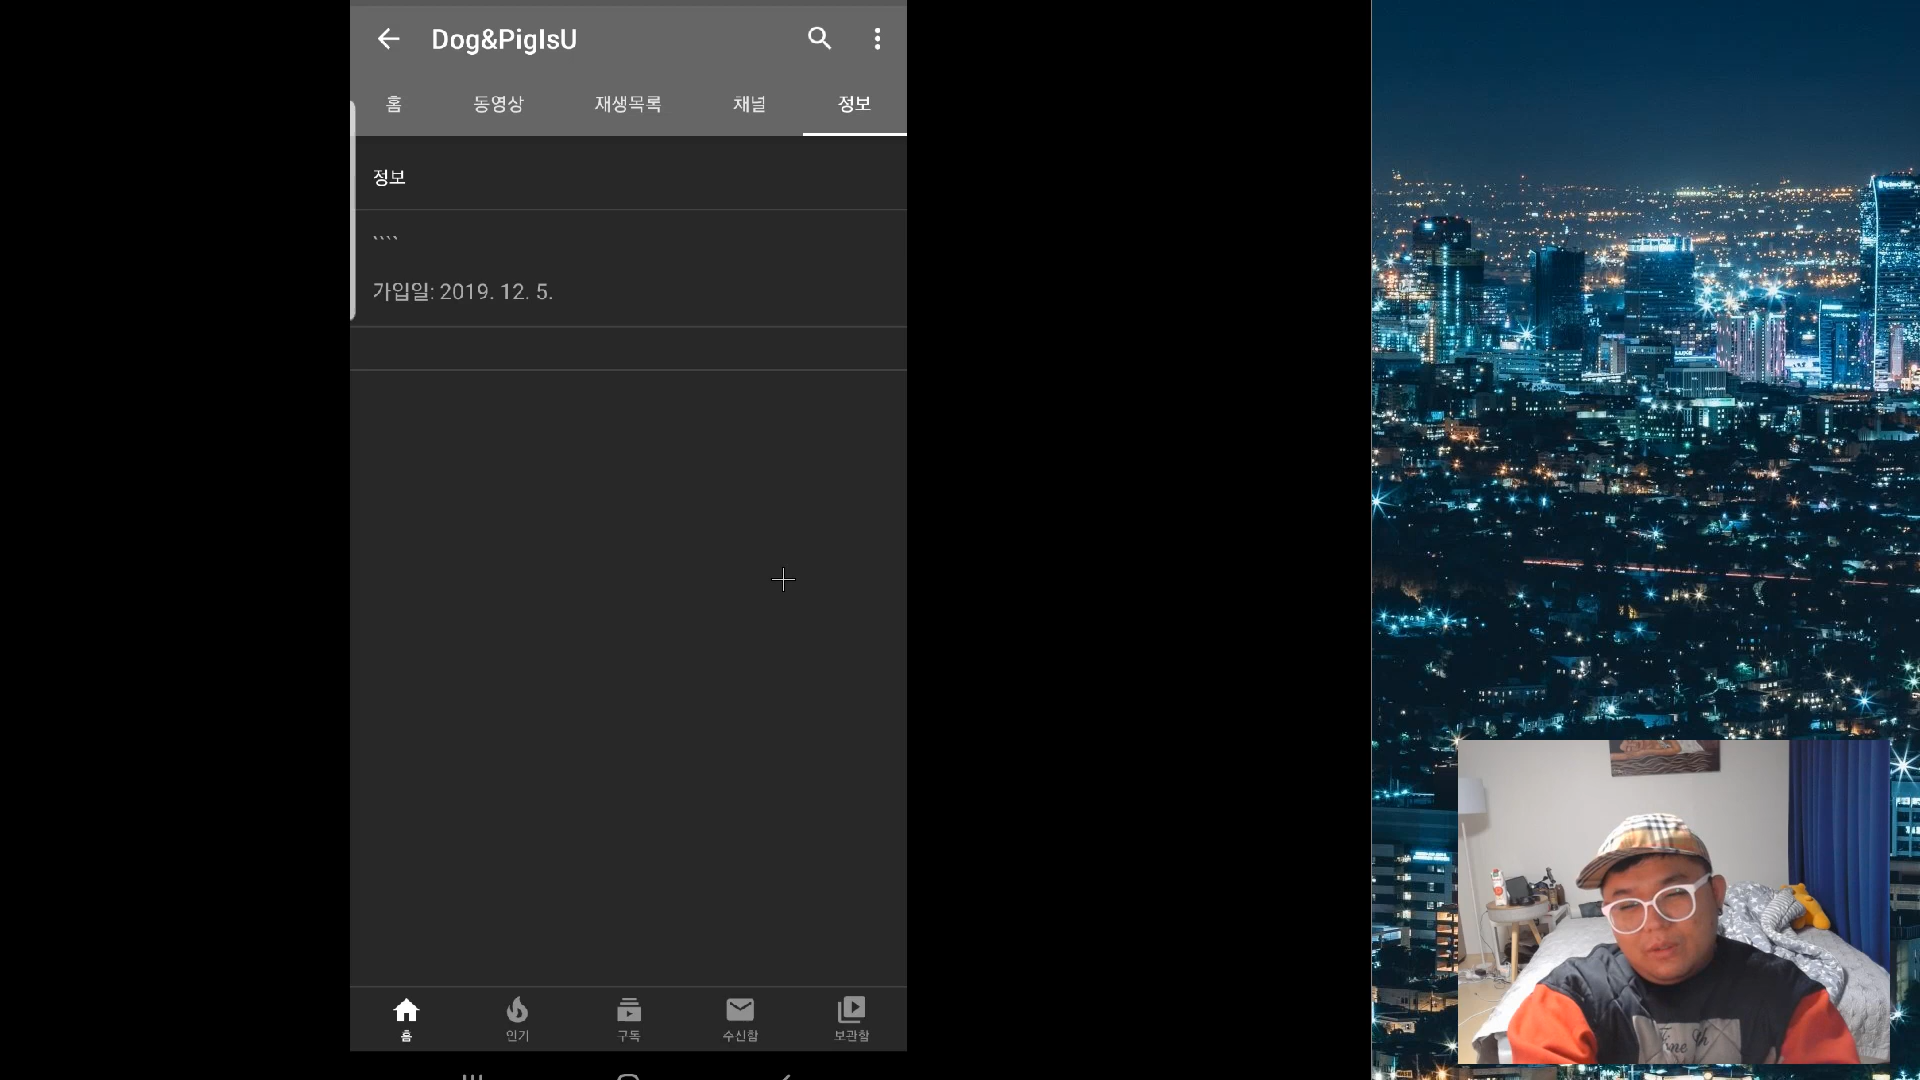 Dog&PigIsU
홈 동영상 재생목록 채널 정보
정보
````
가입일: 2019. 12. 5.
홈 인기 구독 수신함 보관함